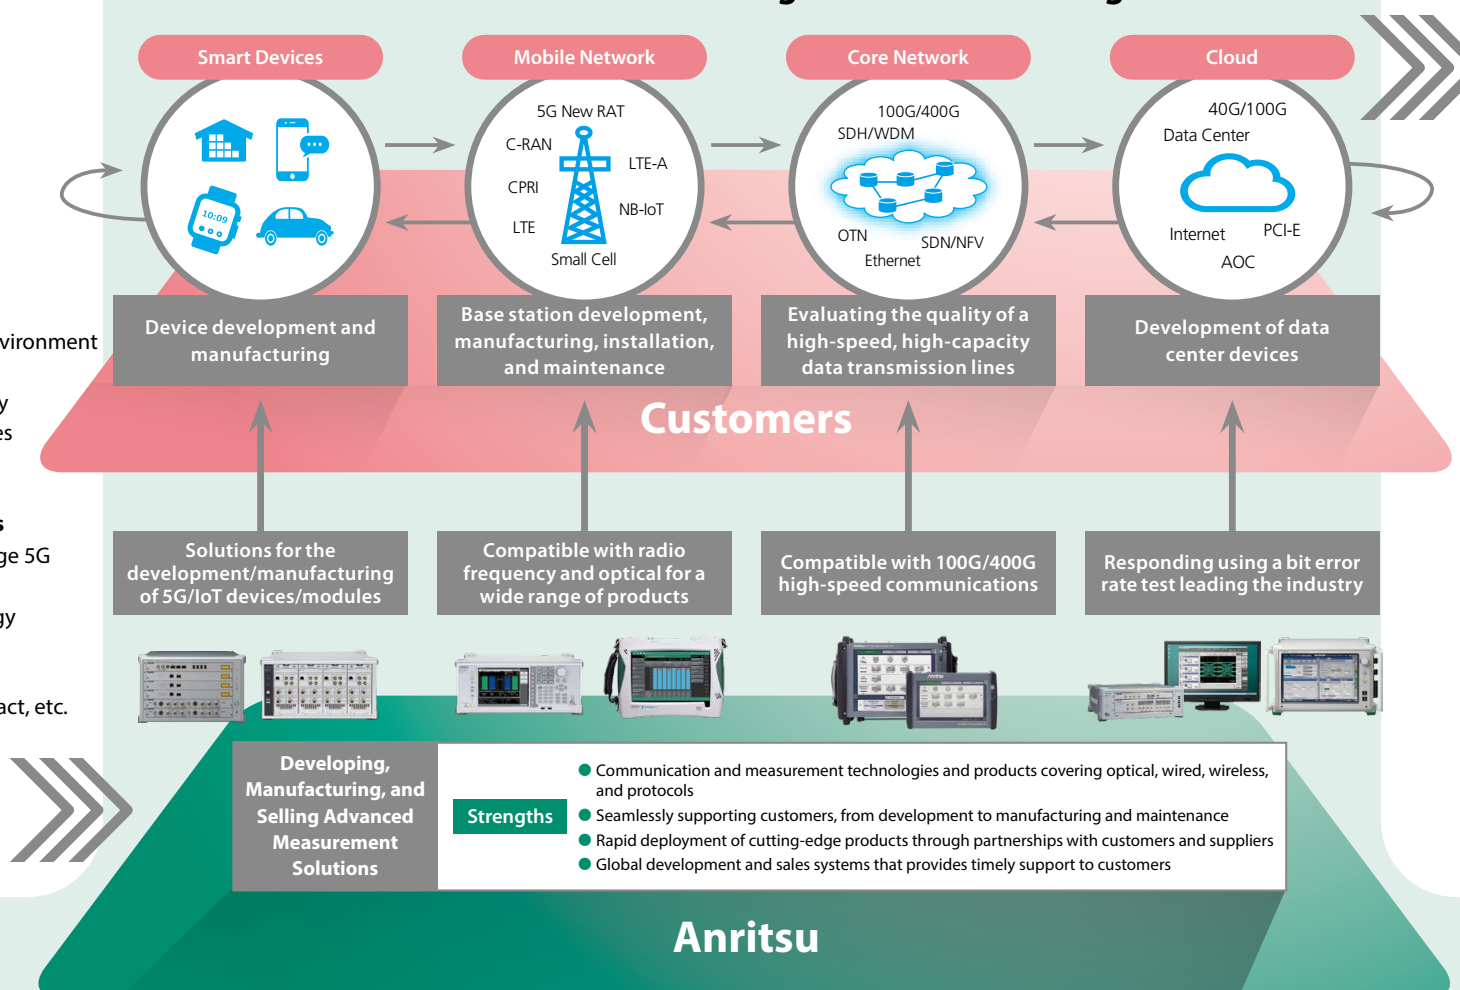 Smart Devices
Mobile Network
Core Network
Cloud
10:09
5G New RAT
C-RAN
LTE-A
CPRI
NB-IoT
LTE
Small Cell
100G/400G
SDH/WDM
OTN
SDN/NFV
Ethernet
40G/100G
Data Center
Internet
PCI-E
AOC
Device development and
manufacturing
Base station development,
manufacturing, installation,
and maintenance
Evaluating the quality of a
high-speed, high-capacity
data transmission lines
Development of data
center devices
Customers
Solutions for the
development/manufacturing
of 5G/IoT devices/modules
Compatible with radio
frequency and optical for a
wide range of products
Compatible with 100G/400G
high-speed communications
Responding using a bit error
rate test leading the industry
Developing,
Manufacturing, and
Selling Advanced
Measurement
Solutions
Strengths
Communication and measurement technologies and products covering optical, wired, wireless,
and protocols
Seamlessly supporting customers, from development to manufacturing and maintenance
Rapid deployment of cutting-edge products through partnerships with customers and suppliers
Global development and sales systems that provides timely support to customers
Anritsu
vironment
y
es
s
ge 5G
gy
act, etc.